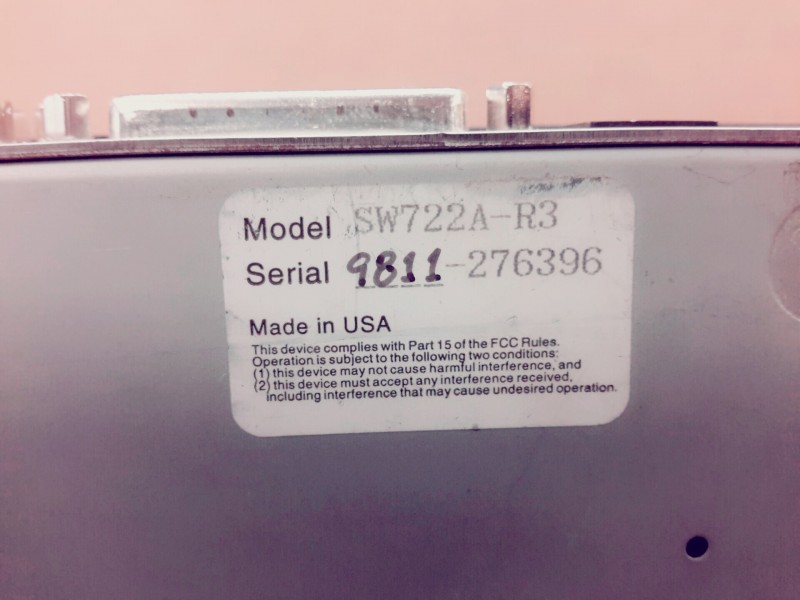 Model SW722A-R3
Serial 9811-276396
Made in USA
This device complies with Part 15 of the FCC Rules.
Operation is subject to the following two conditions:
(1) this device may not cause harmful interference, and
(2) this device must accept any interference received,
including interference that may cause undesired operation.